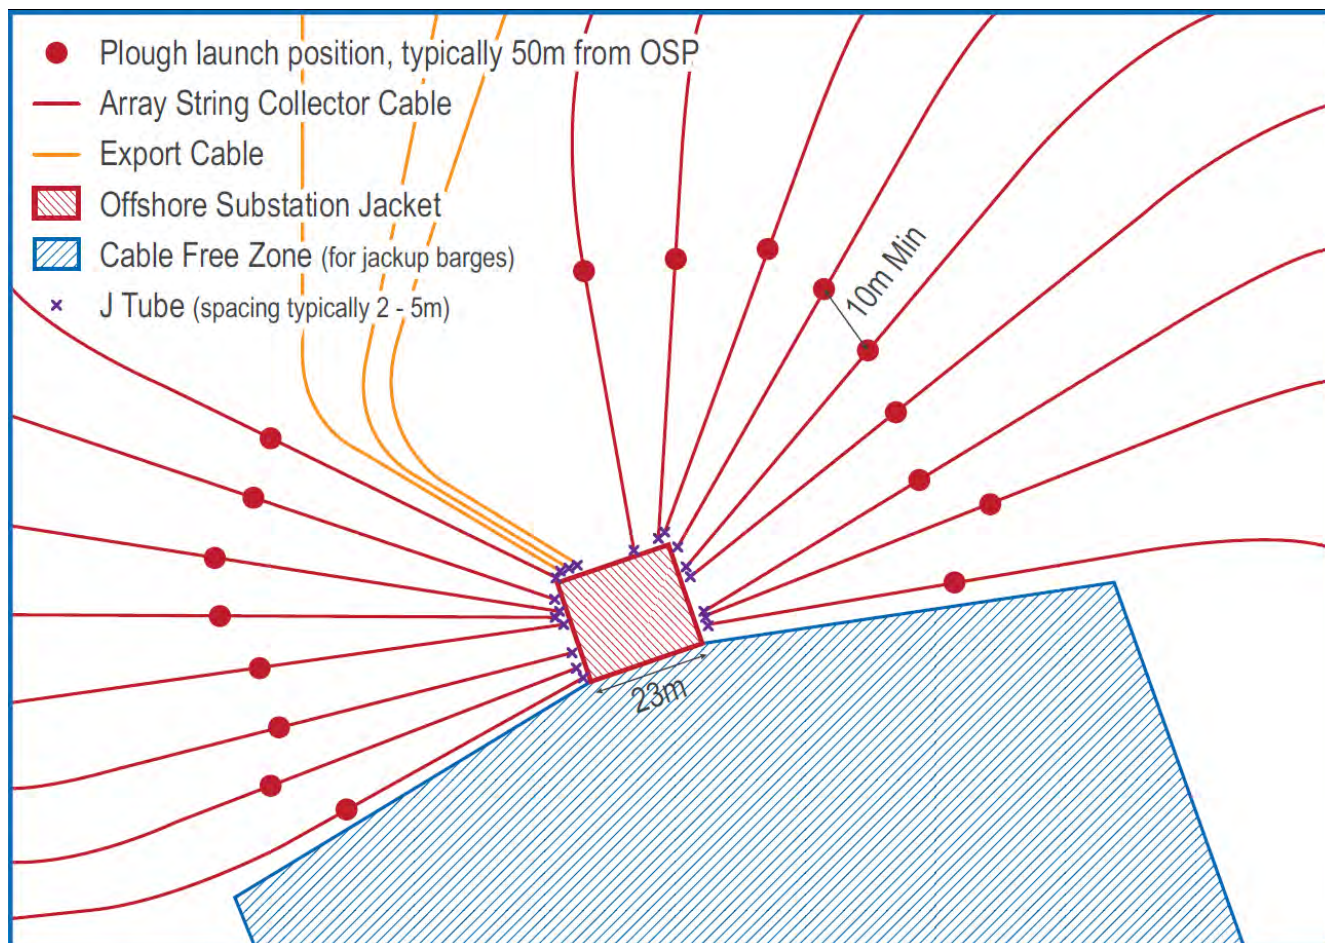 Plough launch position, typically 50m from OSP
Array String Collector Cable
Export Cable
Offshore Substation Jacket
Cable Free Zone (for jackup barges)
J Tube (spacing typically 2 - 5m)
10m Min
23m